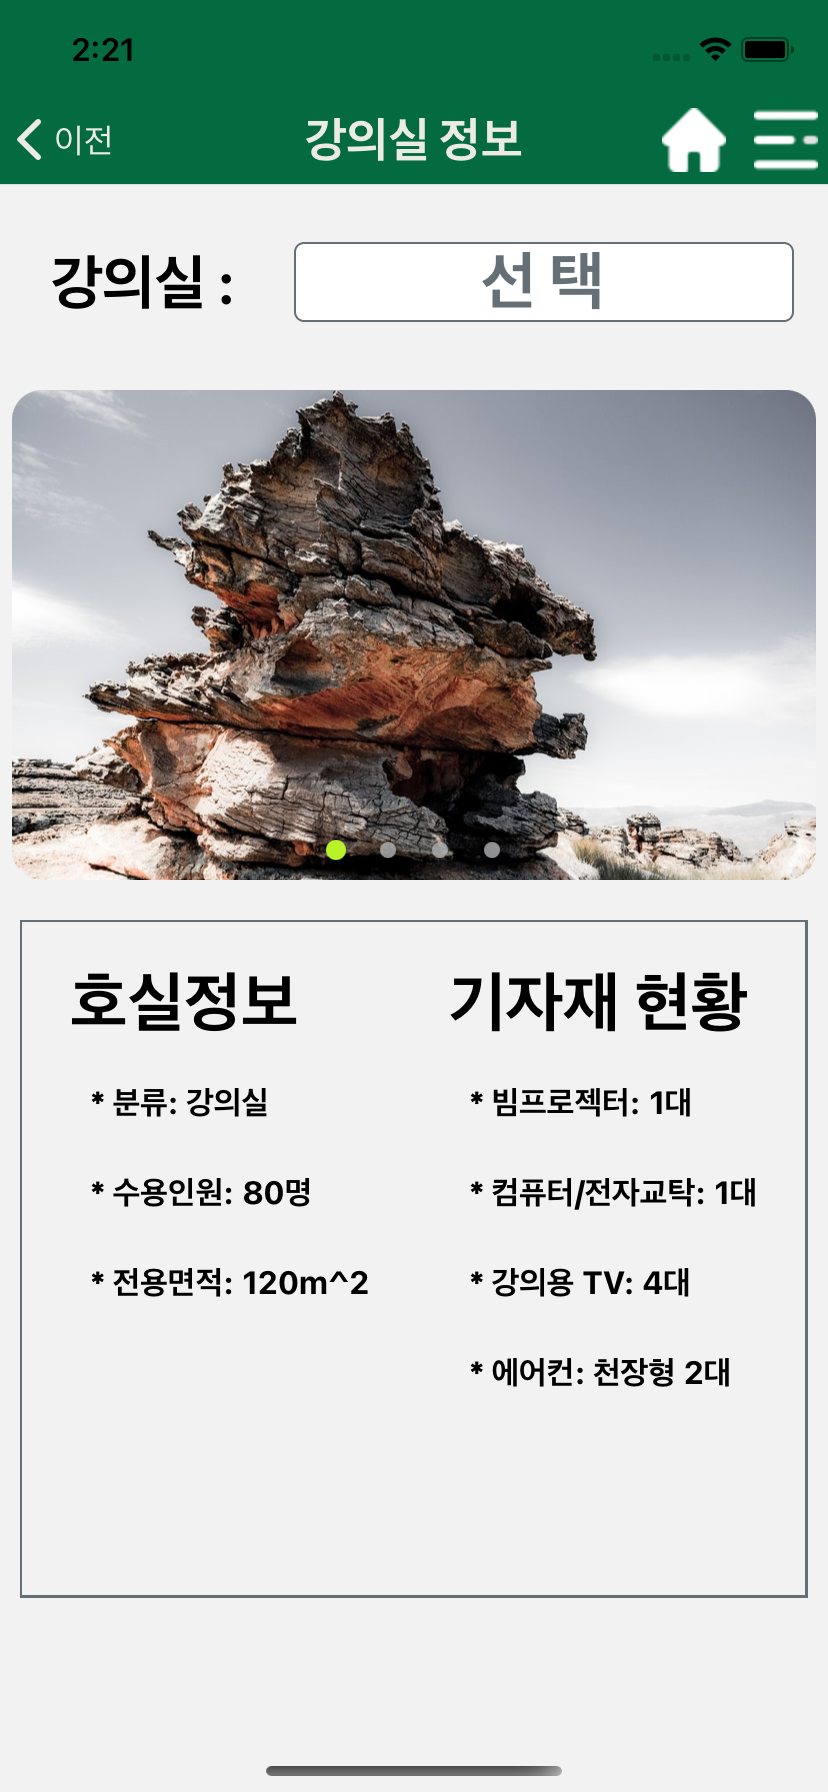 2:21
이전
강의실 정보
강의실 :
선 택
호실정보
* 분류: 강의실
* 수용인원: 80명
* 전용면적: 120m^2
기자재 현황
* 빔프로젝터: 1대
* 컴퓨터/전자교탁: 1대
* 강의용 TV: 4대
* 에어컨: 천장형 2대